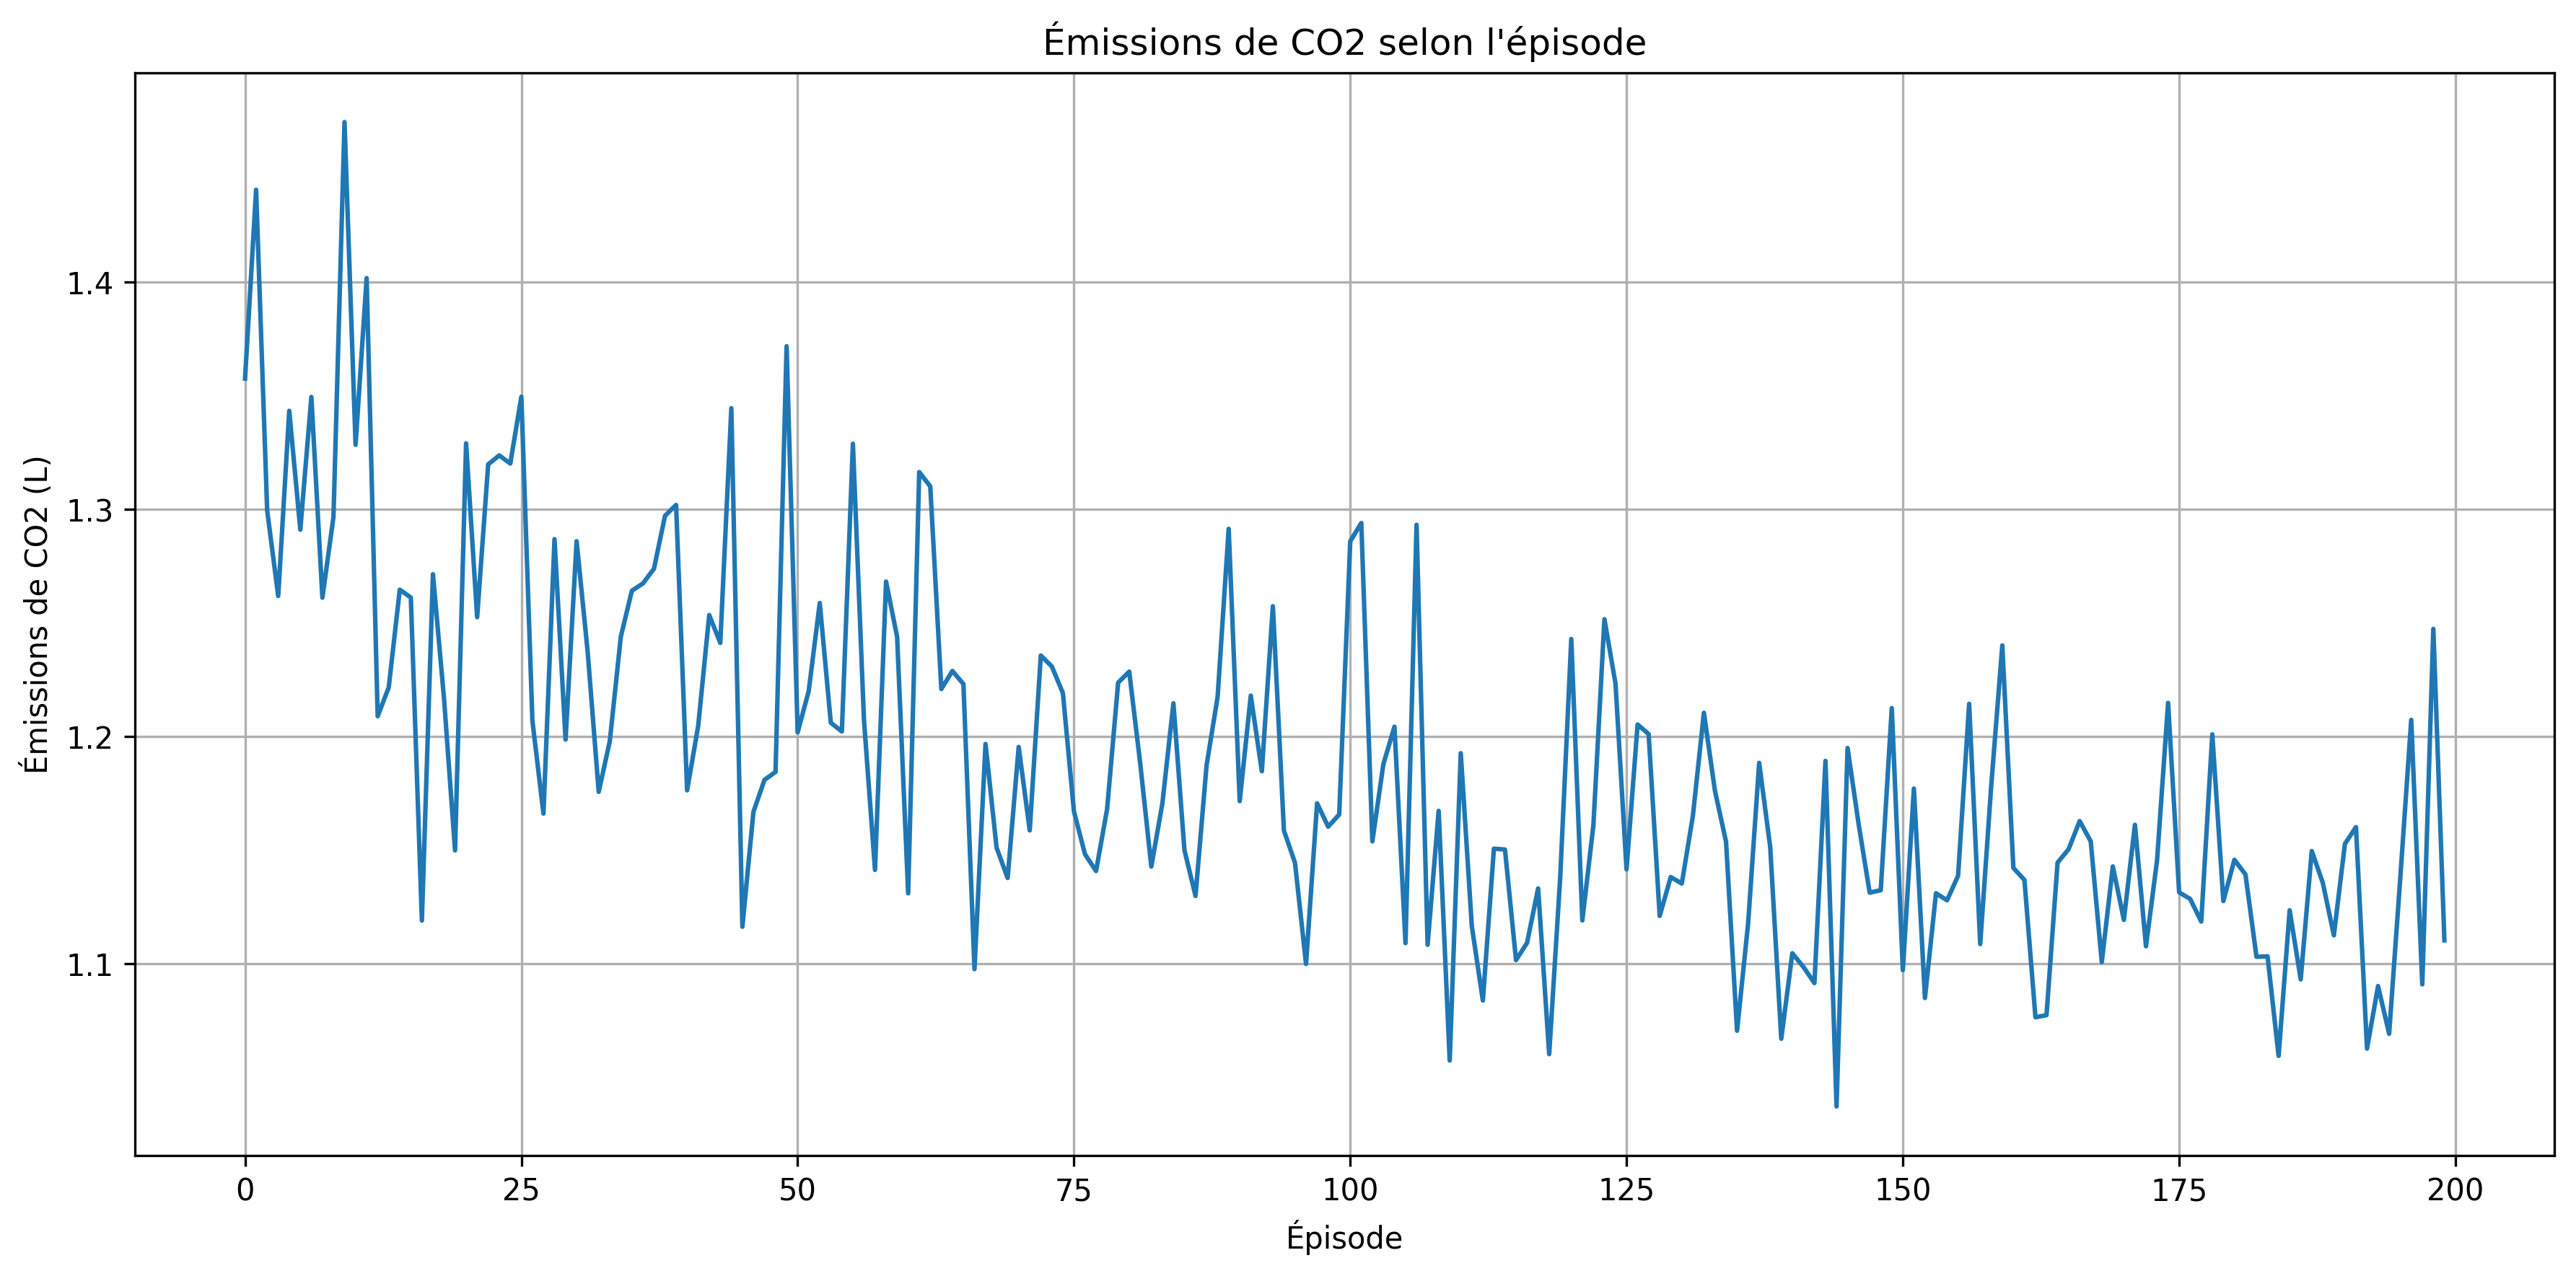 Émissions de CO2 selon l'épisode
Émissions de CO2 (L)
1.4
1.3
1.2
1.1
0 25 50 75 100 125 150 175 200
Épisode